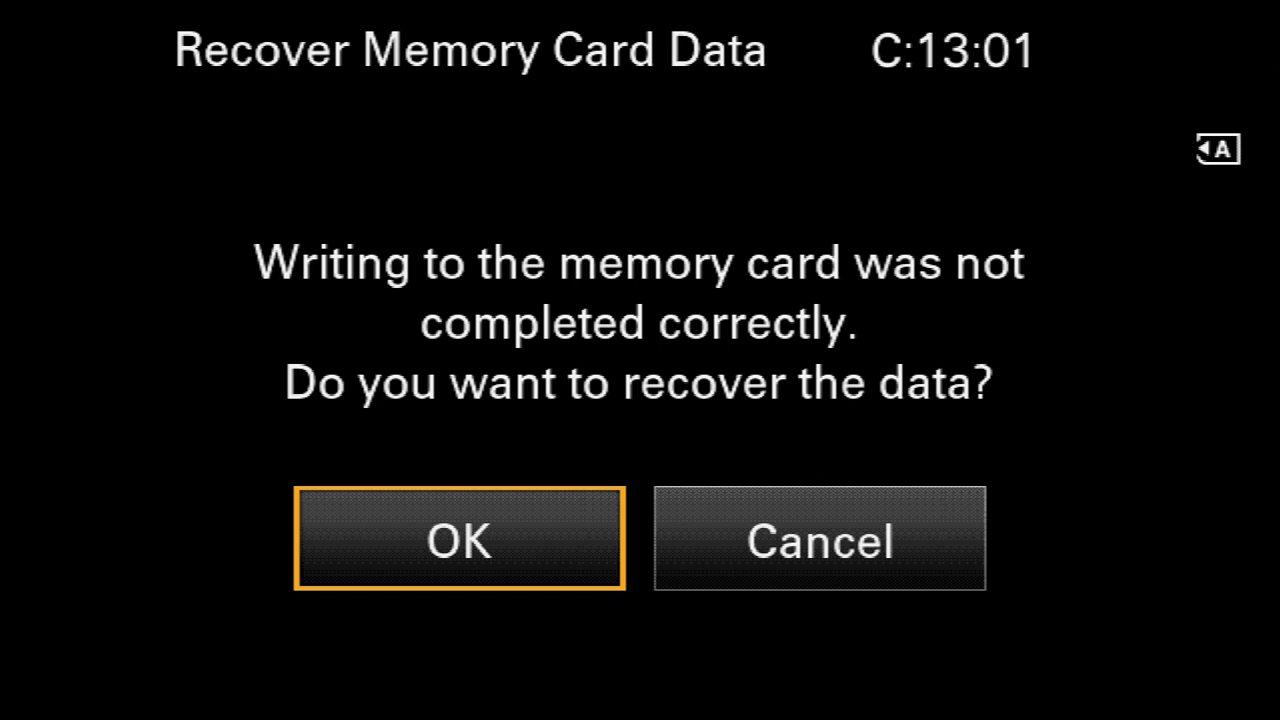 Recover Memory Card Data C:13:01
A
Writing to the memory card was not
completed correctly.
Do you want to recover the data?
OK Cancel